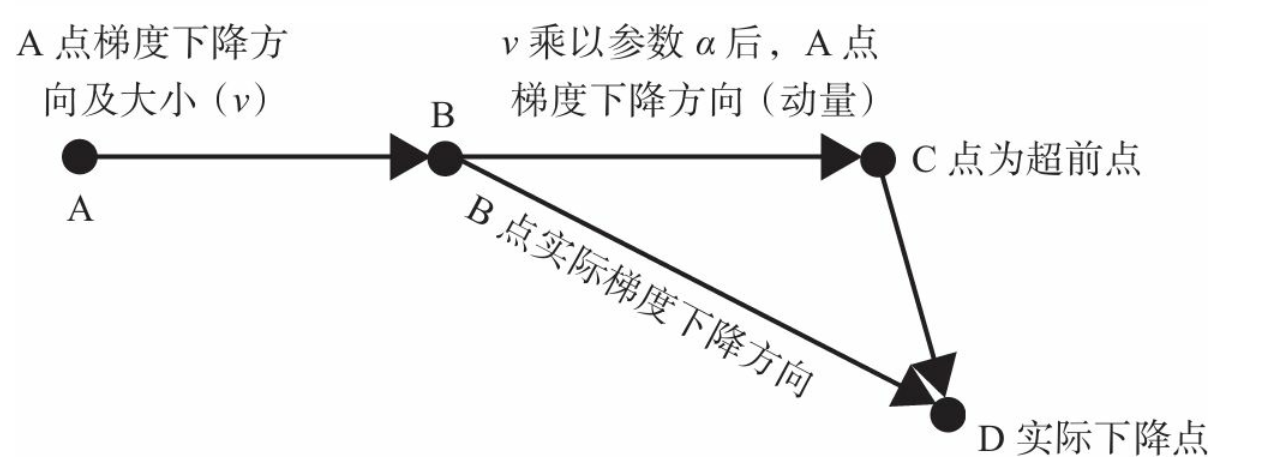 A 点梯度下降方
向及大小（v）
v 乘以参数 α 后，A 点
梯度下降方向（动量）
B
A
C 点为超前点
B 点实际梯度下降方向
D 实际下降点